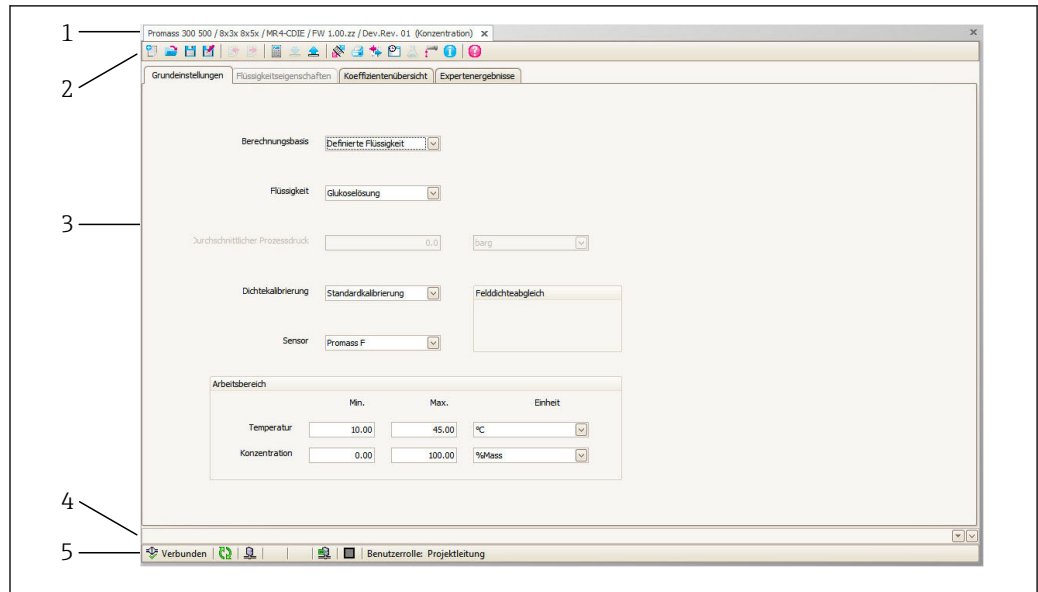 1
Promass 300 500 / 8x3x 8x5x / MR4-CDIE / FW 1.00.zz / Dev.Rev. 01 (Konzentration)
2
Grundeinstellungen Flüssigkeitseigenschaften Koeffizientenübersicht Expertenergebnisse
Berechnungsbasis Definierte Flüssigkeit
Flüssigkeit Glukoselösung
3
Durchschnittlicher Prozessdruck 0.0 barg
Dichtekalibrierung Standardkalibrierung Felddichteabgleich
Sensor Promass F
Arbeitsbereich
Min. Max. Einheit
Temperatur 10.00 45.00 °C
Konzentration 0.00 100.00 %Mass
4
5
Verbunden Benutzerrolle: Projektleitung